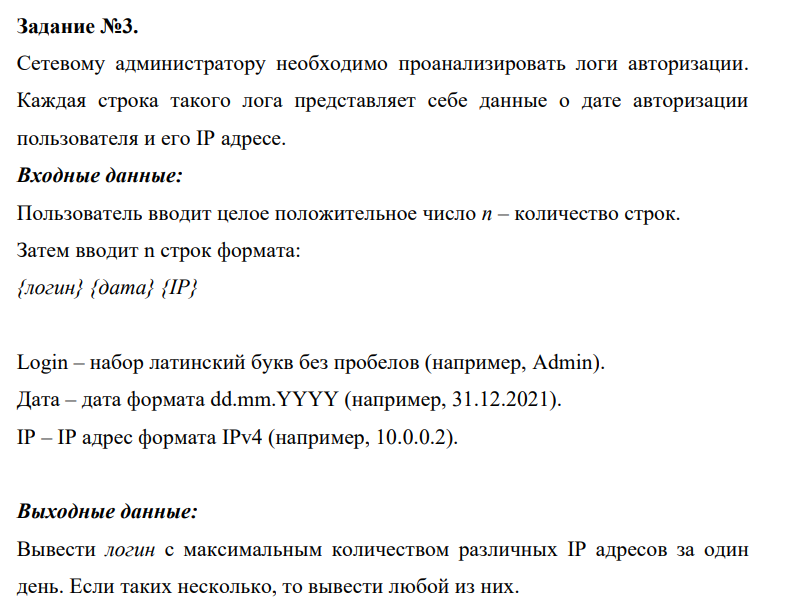 Задание №3.
Сетевому администратору необходимо проанализировать логи авторизации.
Каждая строка такого лога представляет себе данные о дате авторизации
пользователя и его IP адресе.
Входные данные:
Пользователь вводит целое положительное число n – количество строк.
Затем вводит n строк формата:
{логин} {дата} {IP}
Login – набор латинский букв без пробелов (например, Admin).
Дата – дата формата dd.mm.YYYY (например, 31.12.2021).
IP – IP адрес формата IPv4 (например, 10.0.0.2).
Выходные данные:
Вывести логин с максимальным количеством различных IP адресов за один
день. Если таких несколько, то вывести любой из них.